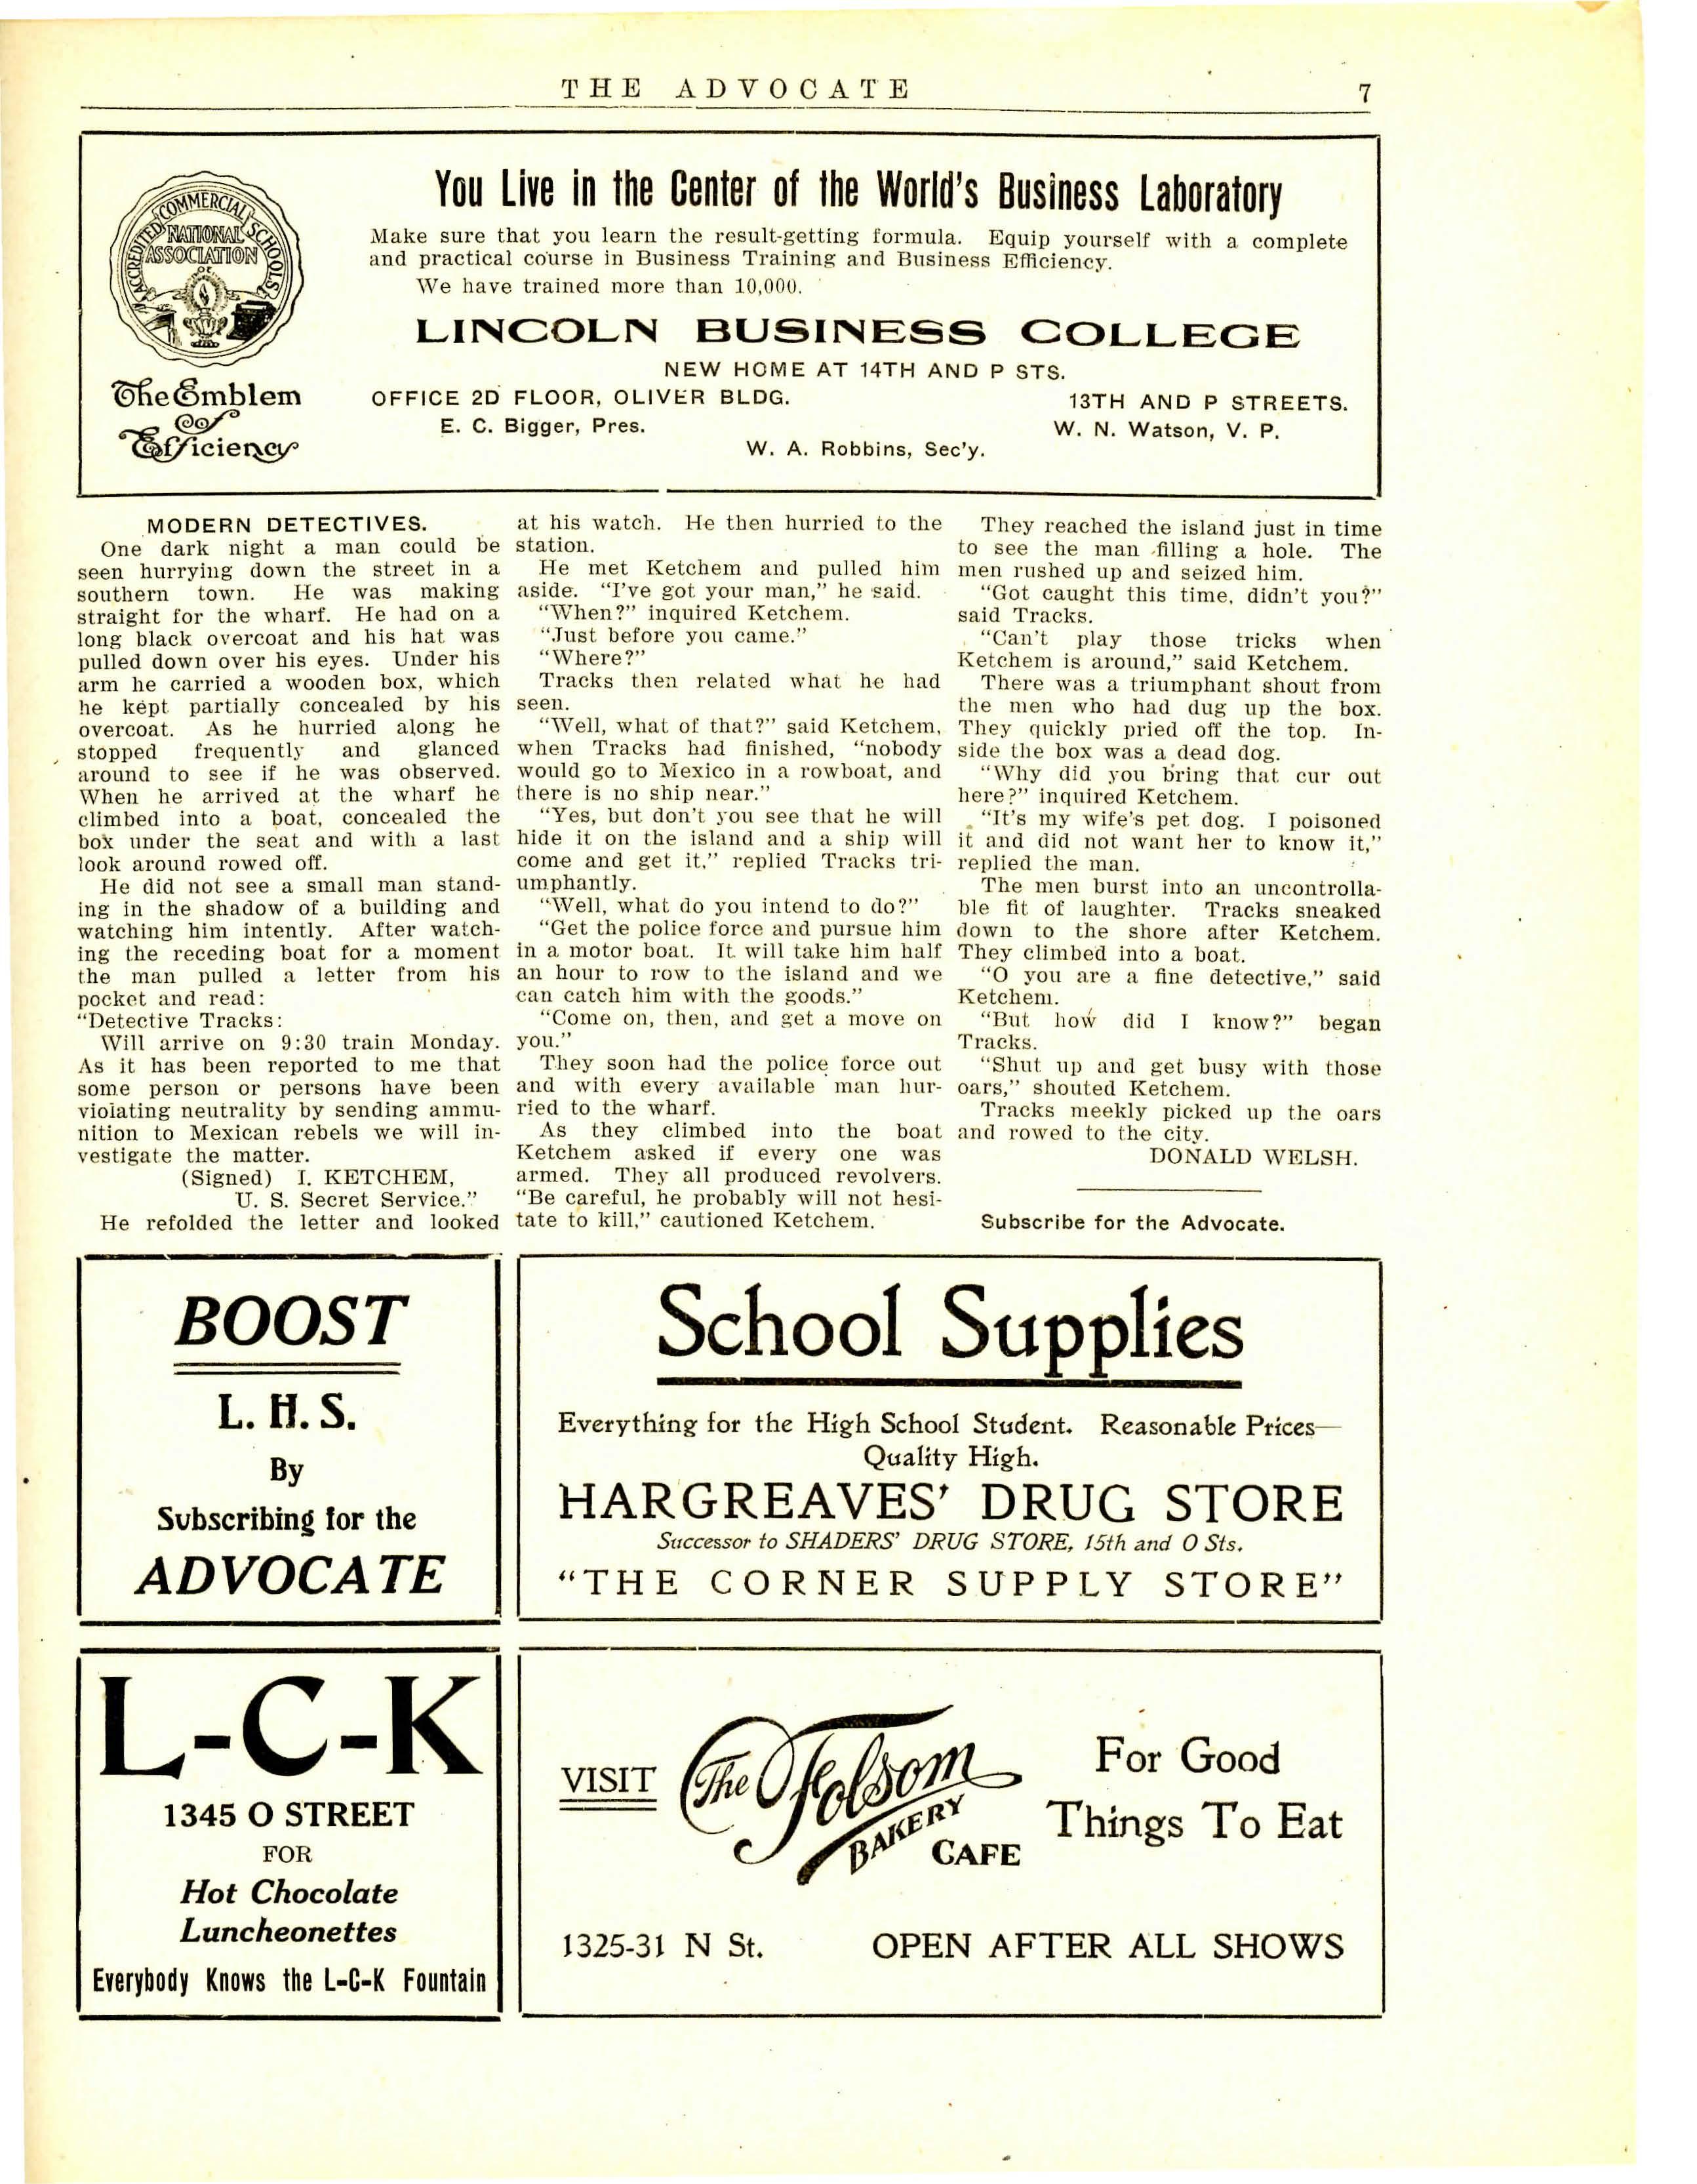 THE ADVOCATE
7
ACCREDITED COMMERCIAL SCHOOLS
NATIONAL
ASSOCIATION
OF
The Emblem
of
Efficiency
You Live in the Center of the World's Business Laboratory
Make sure that you learn the result-getting formula. Equip yourself with a complete
and practical course in Business Training and Business Efficiency.
We have trained more than 10,000.
LINCOLN BUSINESS COLLEGE
NEW HOME AT 14TH AND P STS.
OFFICE 2D FLOOR, OLIVER BLDG.
13TH AND P STREETS.
E. C. Bigger, Pres.
W. N. Watson, V. P.
W. A. Robbins, Sec'y.
MODERN DETECTIVES.
One dark night a man could be
seen hurrying down the street in a
southern town. He was making
straight for the wharf. He had on a
long black overcoat and his hat was
pulled down over his eyes. Under his
arm he carried a wooden box, which
he kept partially concealed by his
overcoat. As he hurried along he
stopped frequently and glanced
around to see if he was observed.
When he arrived at the wharf he
climbed into a boat, concealed the
box under the seat and with a last
look around rowed off.
He did not see a small man stand-
ing in the shadow of a building and
watching him intently. After watch-
ing the receding boat for a moment
the man pulled a letter from his
pocket and read:
"Detective Tracks:
Will arrive on 9:30 train Monday.
As it has been reported to me that
some person or persons have been
violating neutrality by sending ammu-
nition to Mexican rebels we will in-
vestigate the matter.
(Signed) I. KETCHEM,
U. S. Secret Service."
He refolded the letter and looked
at his watch. He then hurried to the
station.
He met Ketchem and pulled him
aside. "I've got your man," he said.
"When?" inquired Ketchem.
"Just before you came."
"Where?"
Tracks then related what he had
seen.
"Well, what of that?" said Ketchem,
when Tracks had finished, "nobody
would go to Mexico in a rowboat, and
there is no ship near."
"Yes, but don't you see that he will
hide it on the island and a ship will
come and get it," replied Tracks tri-
umphantly.
"Well, what do you intend to do?"
"Get the police force and pursue him
in a motor boat. It will take him half
an hour to row to the island and we
can catch him with the goods."
"Come on, then, and get a move on
you."
They soon had the police force out
and with every available man hur-
ried to the wharf.
As they climbed into the boat
Ketchem asked if every one was
armed. They all produced revolvers.
"Be careful, he probably will not hesi-
tate to kill," cautioned Ketchem.
They reached the island just in time
to see the man filling a hole. The
men rushed up and seized him.
"Got caught this time, didn't you?"
said Tracks.
"Can't play those tricks when
Ketchem is around," said Ketchem.
There was a triumphant shout from
the men who had dug up the box.
They quickly pried off the top. In-
side the box was a dead dog.
"Why did you bring that cur out
here?" inquired Ketchem.
"It's my wife's pet dog. I poisoned
it and did not want her to know it,"
replied the man.
The men burst into an uncontrolla-
ble fit of laughter. Tracks sneaked
down to the shore after Ketchem.
They climbed into a boat.
"O you are a fine detective," said
Ketchem.
"But how did I know?" began
Tracks.
"Shut up and get busy with those
oars," shouted Ketchem.
Tracks meekly picked up the oars
and rowed to the city.
DONALD WELSH.
Subscribe for the Advocate.
BOOST
L. H. S.
By
Subscribing for the
ADVOCATE
School Supplies
Everything for the High School Student. Reasonable Prices—
Quality High.
HARGREAVES' DRUG STORE
Successor to SHADERS' DRUG STORE, 15th and O Sts.
"THE CORNER SUPPLY STORE"
L-C-K
1345 O STREET
FOR
Hot Chocolate
Luncheonettes
Everybody Knows the L-C-K Fountain
VISIT
The Folsom
BAKERY
CAFE
For Good
Things To Eat
1325-31 N St.
OPEN AFTER ALL SHOWS